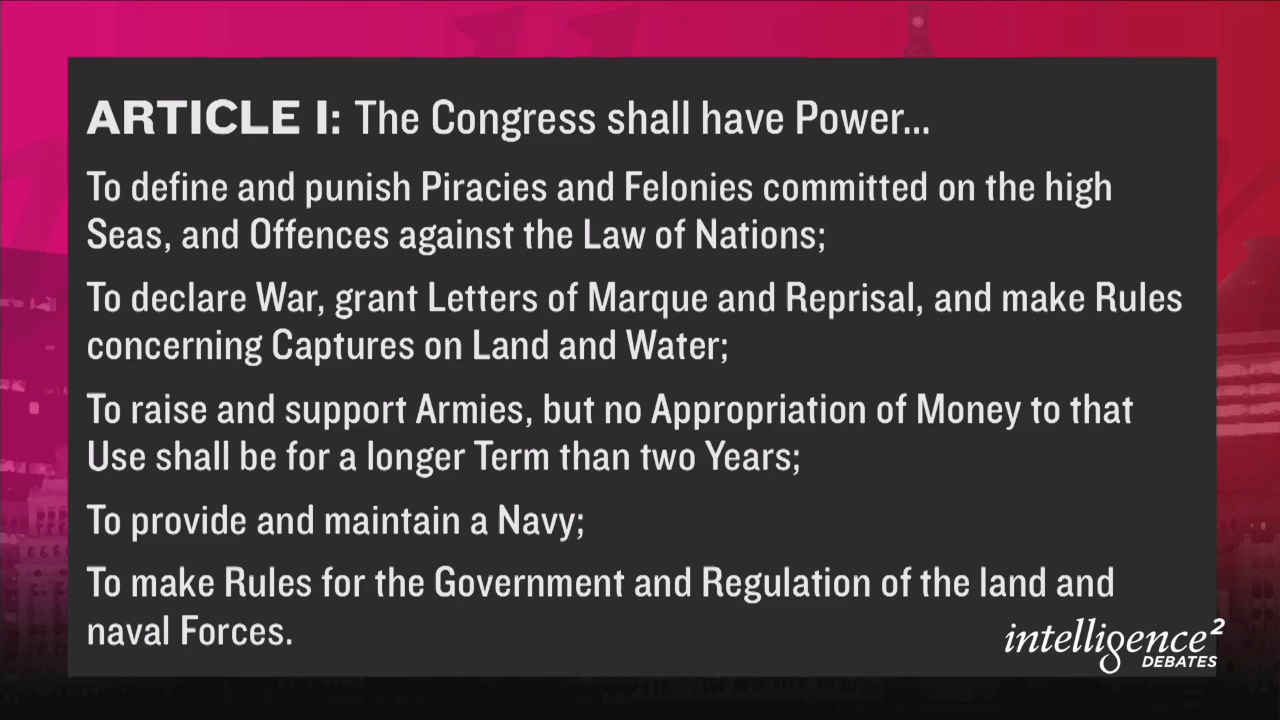 ARTICLE I: The Congress shall have Power...
To define and punish Piracies and Felonies committed on the high
Seas, and Offences against the Law of Nations;
To declare War, grant Letters of Marque and Reprisal, and make Rules
concerning Captures on Land and Water;
To raise and support Armies, but no Appropriation of Money to that
Use shall be for a longer Term than two Years;
To provide and maintain a Navy;
To make Rules for the Government and Regulation of the land and
naval Forces.
intelligence²
DEBATES